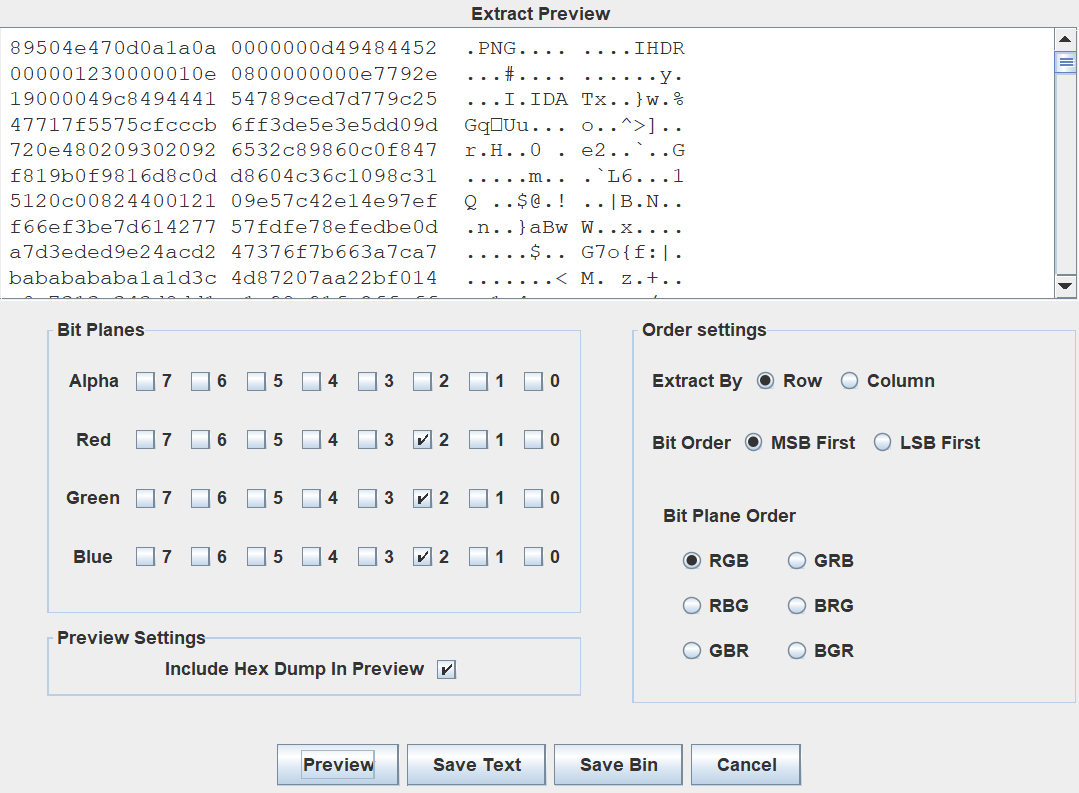 Extract Preview
89504e470d0a1a0a 0000000d49484452 .PNG.... ....IHDR
000001230000010e 0800000000e7792e ...#.... ......y.
19000049c8494441 54789ced7d779c25 ...I.IDA Tx..}w.%
47717f5575cfcccb 6ff3de5e3e5dd09d Gq□Uu... o..^>]..
720e480209302092 6532c89860c0f847 r.H..0 . e2..`..G
f819b0f9816d8c0d d8604c36c1098c31 .....m.. .`L6...1
5120c00824400121 09e57c42e14e97ef Q ..$@.! ..|B.N..
f66ef3be7d614277 57fdfe78efedbe0d .n..}aBw W..x....
a7d3eded9e24acd2 47376f7b663a7ca7 .....$.. G7o{f:|.
babababababa1a1d3c 4d87207aa22bf014 .......< M. z.+..
Bit Planes
Alpha 7 6 5 4 3 2 1 0
Red 7 6 5 4 3 2 1 0
Green 7 6 5 4 3 2 1 0
Blue 7 6 5 4 3 2 1 0
Preview Settings
Include Hex Dump In Preview
Order settings
Extract By Row Column
Bit Order MSB First LSB First
Bit Plane Order
RGB GRB
RBG BRG
GBR BGR
Preview Save Text Save Bin Cancel